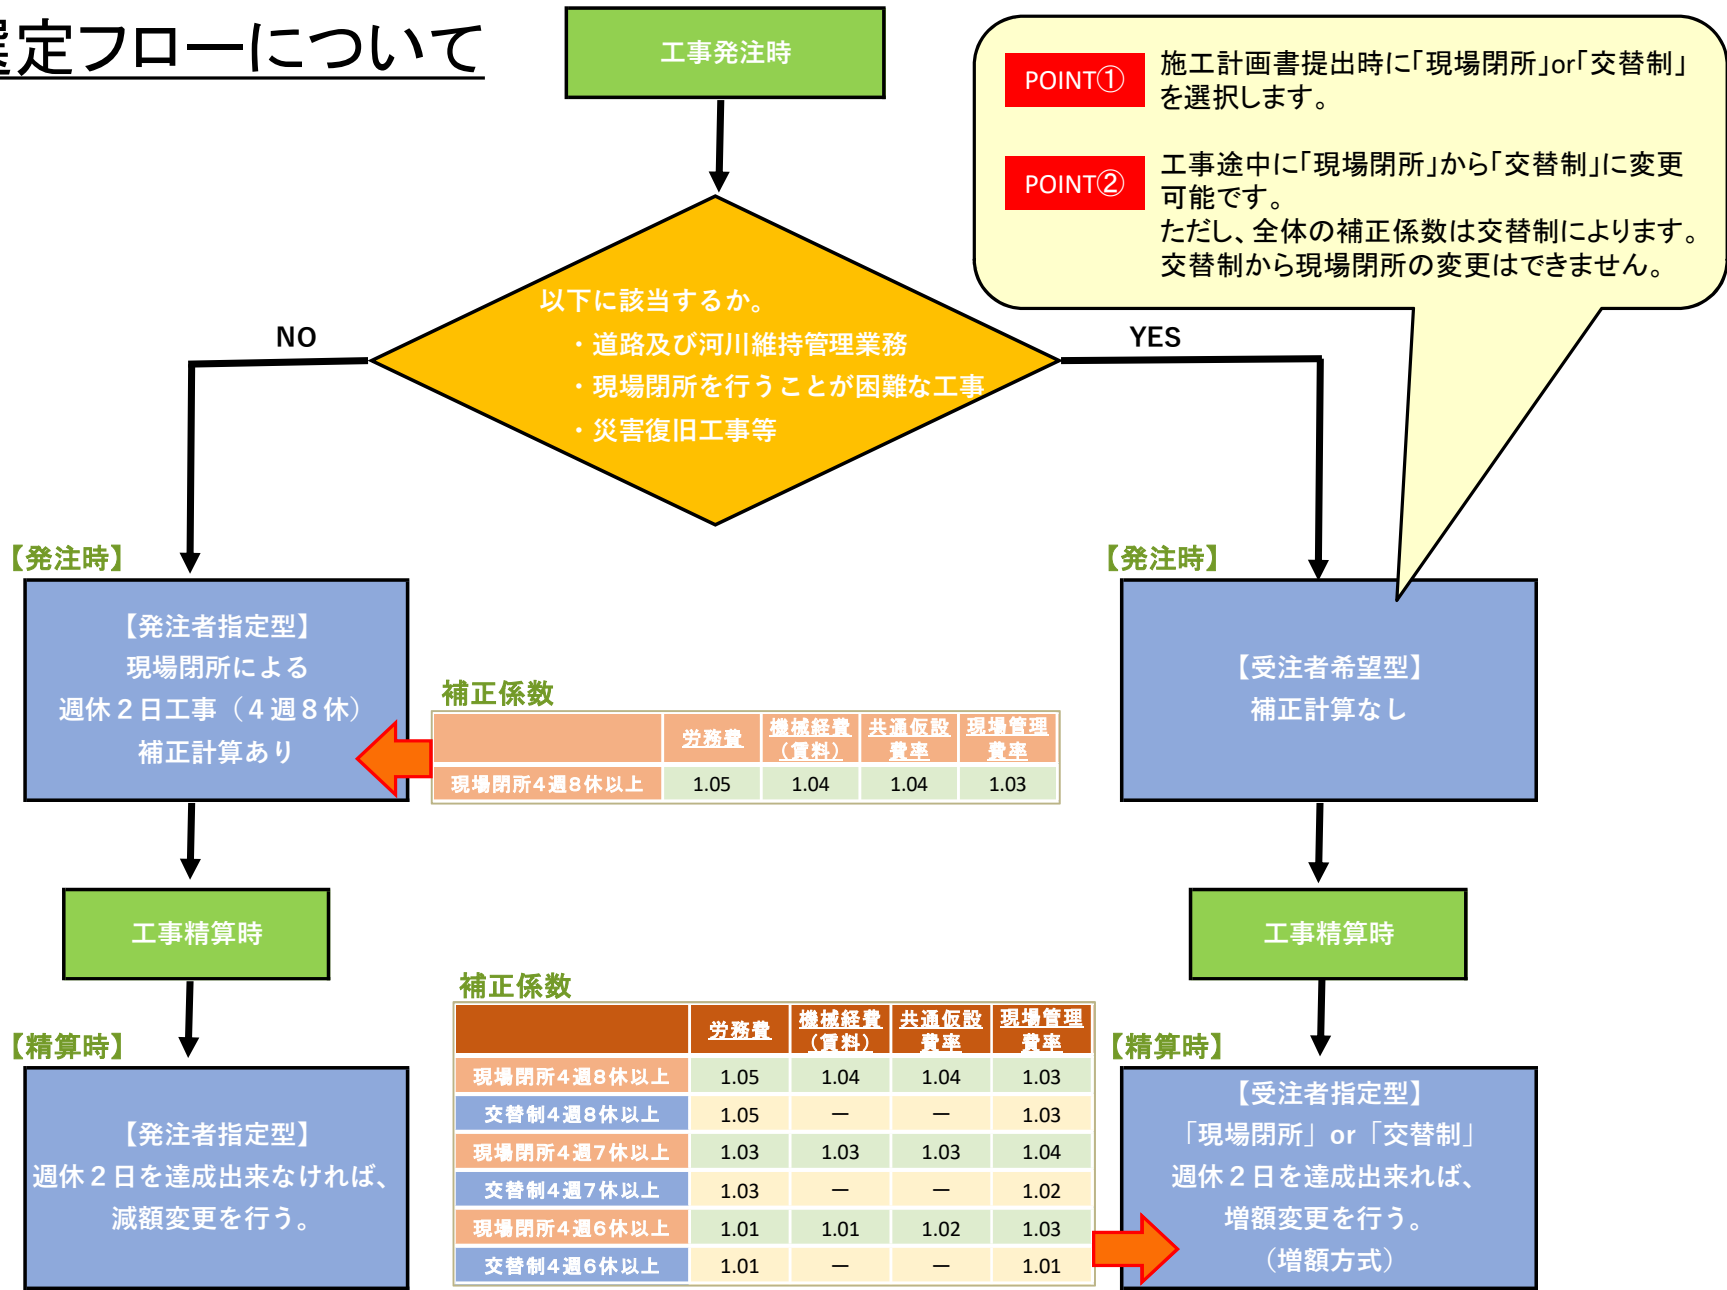 選定フローについて
工事発注時
POINT①
施工計画書提出時に「現場閉所」or「交替制」
を選択します。
POINT②
工事途中に「現場閉所」から「交替制」に変更
可能です。
ただし、全体の補正係数は交替制によります。
交替制から現場閉所の変更はできません。
以下に該当するか。
・道路及び河川維持管理業務
・現場閉所を行うことが困難な工事
・災害復旧工事等
NO
YES
【発注時】
【発注者指定型】
現場閉所による
週休２日工事（４週８休）
補正計算あり
補正係数
労務費 機械経費（賃料） 共通仮設費率 現場管理費率
現場閉所4週8休以上 1.05 1.04 1.04 1.03
【発注時】
【受注者希望型】
補正計算なし
工事精算時
工事精算時
【精算時】
【発注者指定型】
週休２日を達成出来なければ、
減額変更を行う。
補正係数
労務費 機械経費（賃料） 共通仮設費率 現場管理費率
現場閉所4週8休以上 1.05 1.04 1.04 1.03
交替制4週8休以上 1.05 － － 1.03
現場閉所4週7休以上 1.03 1.03 1.03 1.04
交替制4週7休以上 1.03 － － 1.02
現場閉所4週6休以上 1.01 1.01 1.02 1.03
交替制4週6休以上 1.01 － － 1.01
【精算時】
【受注者指定型】
「現場閉所」or「交替制」
週休２日を達成出来れば、
増額変更を行う。
（増額方式）